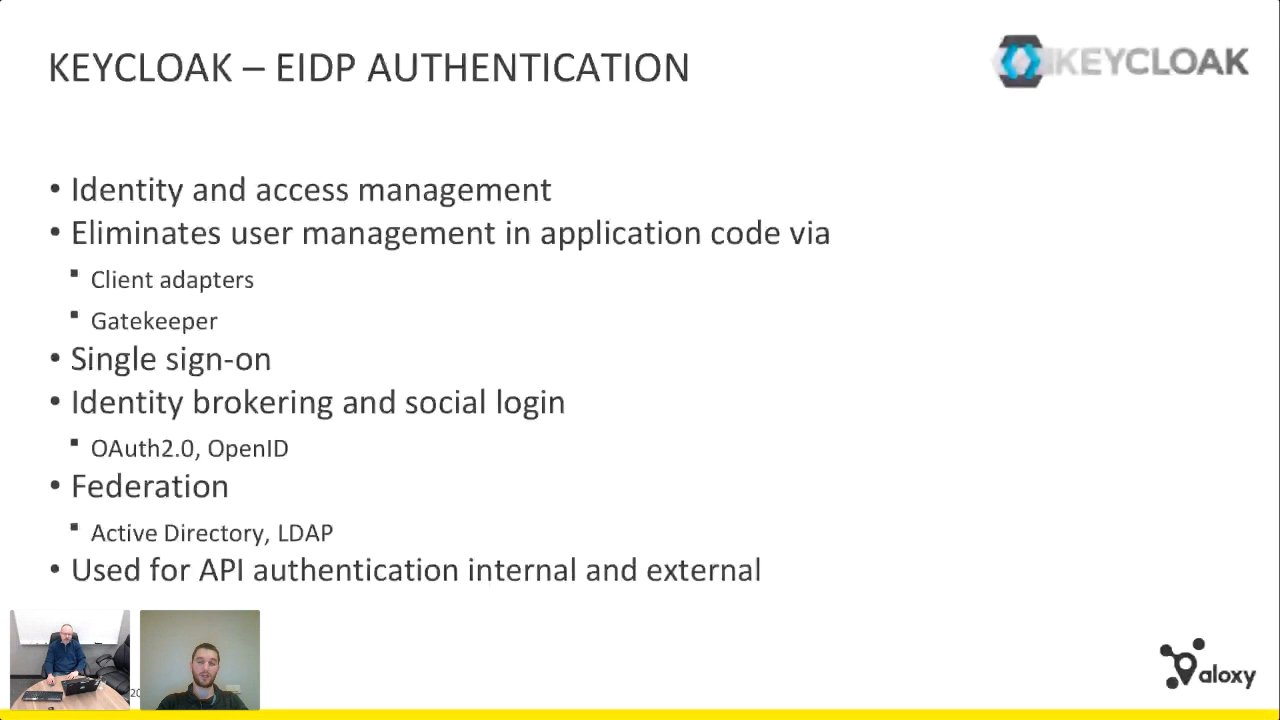 KEYCLOAK – EIDP AUTHENTICATION
KEYCLOAK
• Identity and access management
• Eliminates user management in application code via
▪ Client adapters
▪ Gatekeeper
• Single sign-on
• Identity brokering and social login
▪ OAuth2.0, OpenID
• Federation
▪ Active Directory, LDAP
• Used for API authentication internal and external
20
aloxy